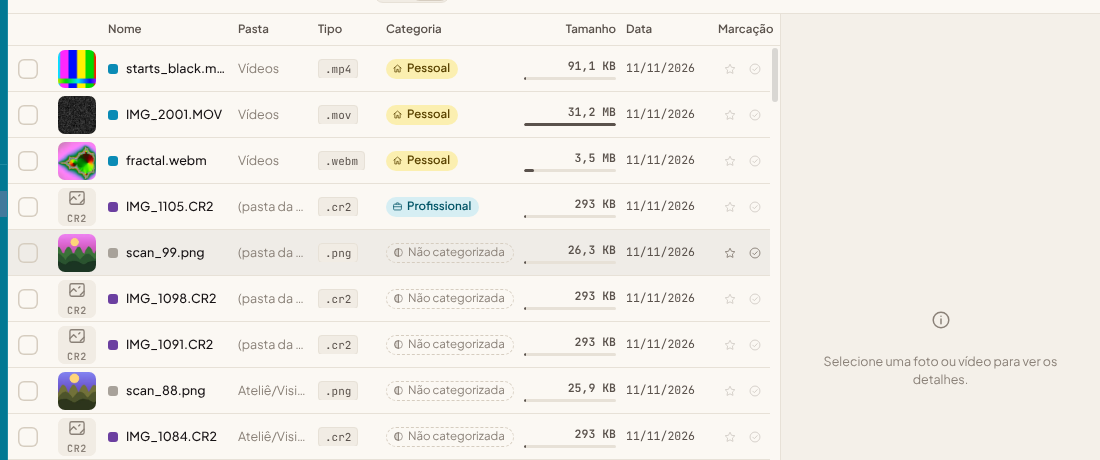 Nome Pasta Tipo Categoria Tamanho Data Marcação
starts_black.m… Vídeos .mp4 Pessoal 91,1 KB 11/11/2026
IMG_2001.MOV Vídeos .mov Pessoal 31,2 MB 11/11/2026
fractal.webm Vídeos .webm Pessoal 3,5 MB 11/11/2026
CR2 IMG_1105.CR2 (pasta da … .cr2 Profissional 293 KB 11/11/2026
scan_99.png (pasta da … .png Não categorizada 26,3 KB 11/11/2026
CR2 IMG_1098.CR2 (pasta da … .cr2 Não categorizada 293 KB 11/11/2026
CR2 IMG_1091.CR2 (pasta da … .cr2 Não categorizada 293 KB 11/11/2026
scan_88.png Ateliê/Visi… .png Não categorizada 25,9 KB 11/11/2026
CR2 IMG_1084.CR2 Ateliê/Visi… .cr2 Não categorizada 293 KB 11/11/2026
Selecione uma foto ou vídeo para ver os
detalhes.